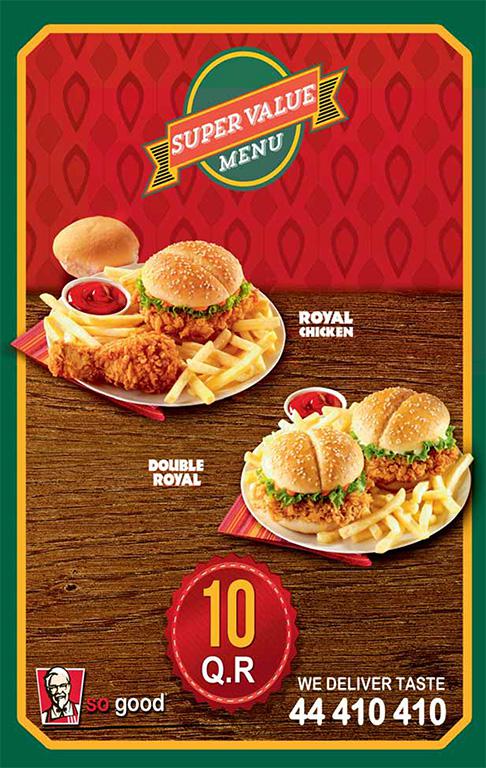 SUPER VALUE
MENU
ROYAL
CHICKEN
DOUBLE
ROYAL
10
Q.R
so good
WE DELIVER TASTE
44 410 410